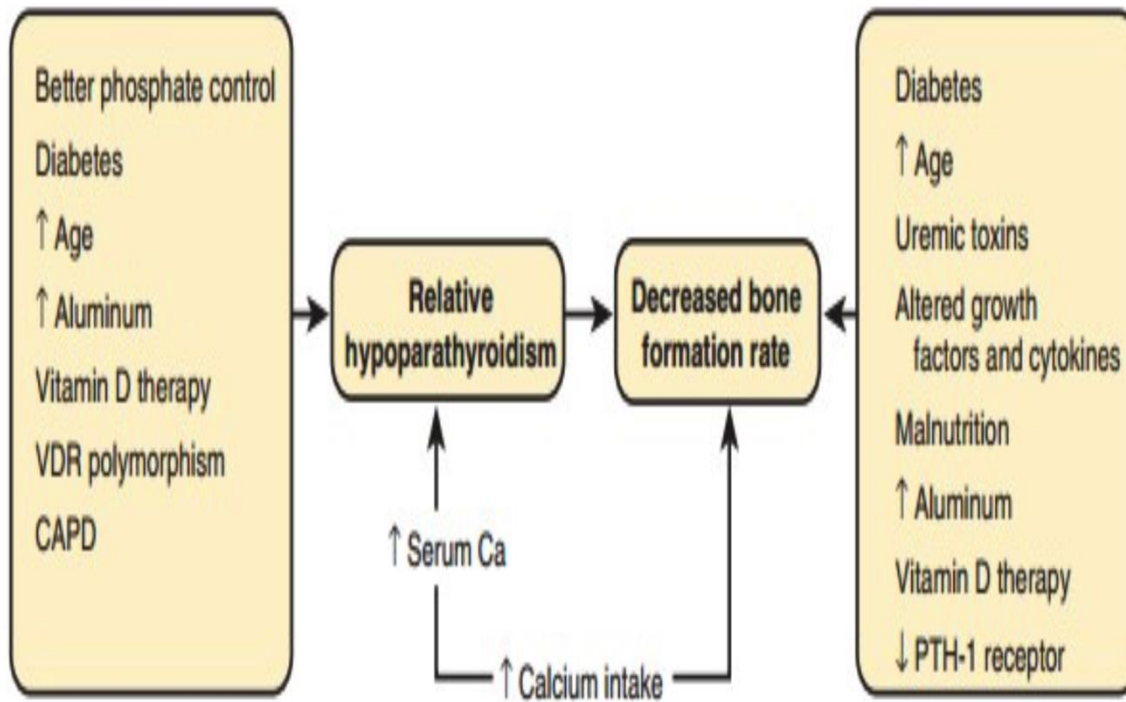 Better phosphate control
Diabetes
↑ Age
↑ Aluminum
Vitamin D therapy
VDR polymorphism
CAPD
Relative
hypoparathyroidism
Decreased bone
formation rate
↑ Serum Ca
↑ Calcium intake
Diabetes
↑ Age
Uremic toxins
Altered growth
factors and cytokines
Malnutrition
↑ Aluminum
Vitamin D therapy
↓ PTH-1 receptor